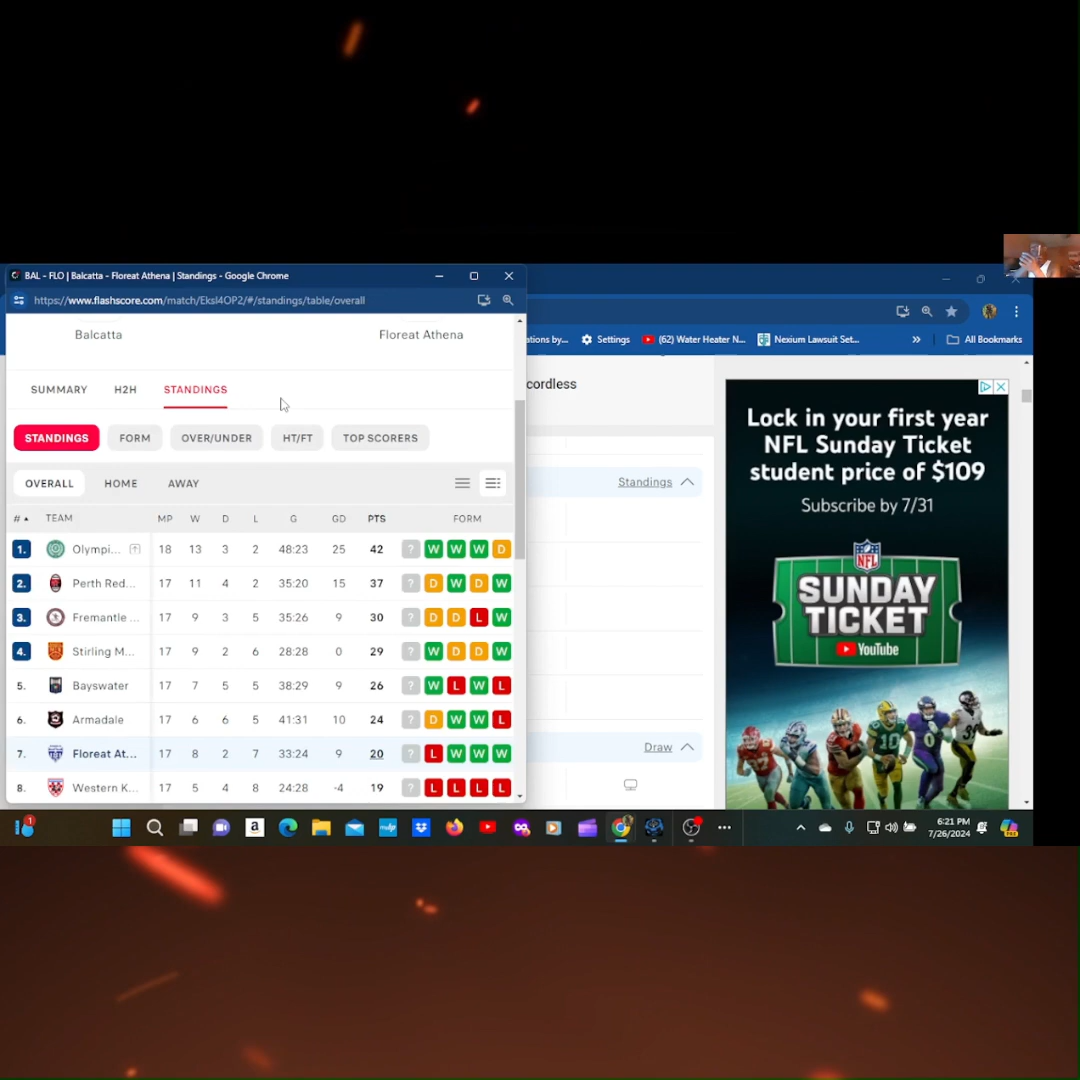 BAL - FLO | Balcatta - Floreat Athena | Standings - Google Chrome
https://www.flashscore.com/match/EksI4OP2/#/standings/table/overall
Balcatta Floreat Athena
SUMMARY H2H STANDINGS
STANDINGS FORM OVER/UNDER HT/FT TOP SCORERS
OVERALL HOME AWAY
# TEAM MP W D L G GD PTS FORM
1. Olympi... 18 13 3 2 48:23 25 42 ? W W W D
2. Perth Red... 17 11 4 2 35:20 15 37 ? D W D W
3. Fremantle ... 17 9 3 5 35:26 9 30 ? D D L W
4. Stirling M... 17 9 2 6 28:28 0 29 ? W D D W
5. Bayswater 17 7 5 5 38:29 9 26 ? W L W L
6. Armadale 17 6 6 5 41:31 10 24 ? D W W L
7. Floreat At... 17 8 2 7 33:24 9 20 ? L W W W
8. Western K... 17 5 4 8 24:28 -4 19 ? L L L L
ations by... Settings (62) Water Heater N... Nexium Lawsuit Set... » All Bookmarks
cordless
Standings
Draw
Lock in your first year
NFL Sunday Ticket
student price of $109
Subscribe by 7/31
NFL
SUNDAY
TICKET
YouTube
1
6:21 PM
7/26/2024